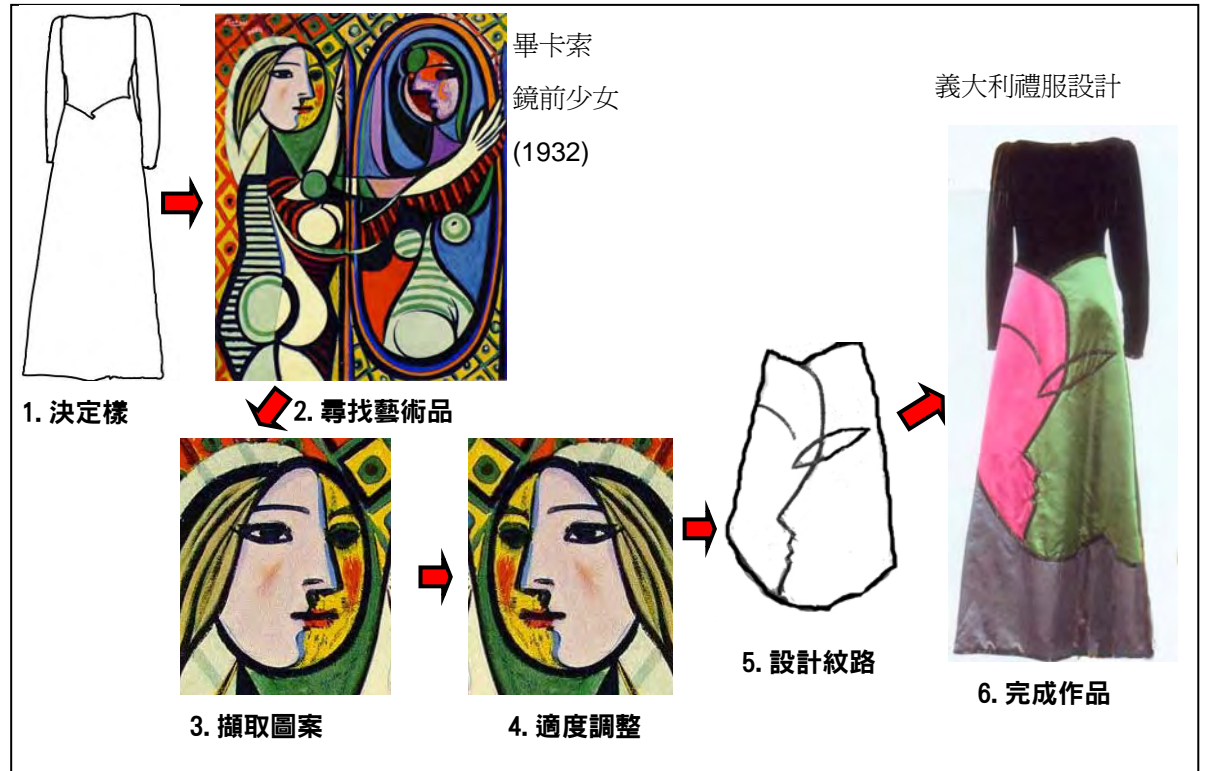 畢卡索
鏡前少女
(1932)
義大利禮服設計
1. 決定樣
2. 尋找藝術品
3. 擷取圖案
4. 適度調整
5. 設計紋路
6. 完成作品